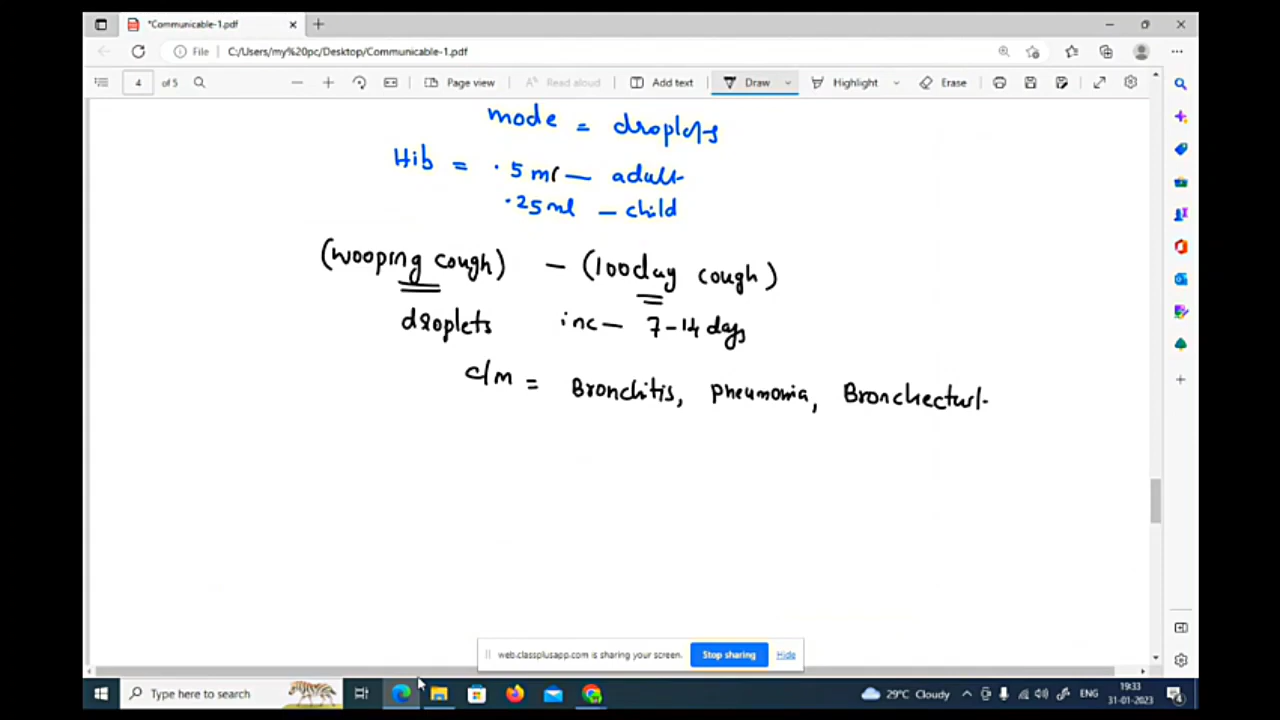 *Communicable-1.pdf
File C:/Users/my%20pc/Desktop/Communicable-1.pdf
4 of 5 Page view Read aloud Add text Draw Highlight Erase
mode = droplets
Hib = .5 ml — adult
.25 ml — child
(wooping cough) — (100day cough)
droplets inc — 7-14 days
c/m = Bronchitis, pneumonia,
web.classplusapp.com is sharing your screen. Stop sharing Hide
Type here to search 29°C Cloudy ENG 19:33 31-01-2023 4